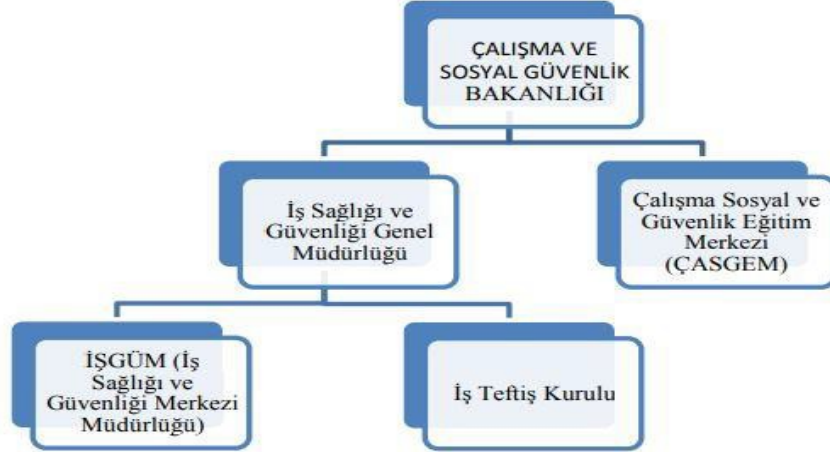 ÇALIŞMA VE
SOSYAL GÜVENLİK
BAKANLIĞI
İş Sağlığı ve
Güvenliği Genel
Müdürlüğü
Çalışma Sosyal ve
Güvenlik Eğitim
Merkezi
(ÇASGEM)
İŞGÜM (İş
Sağlığı ve
Güvenliği Merkezi
Müdürlüğü)
İş Teftiş Kurulu